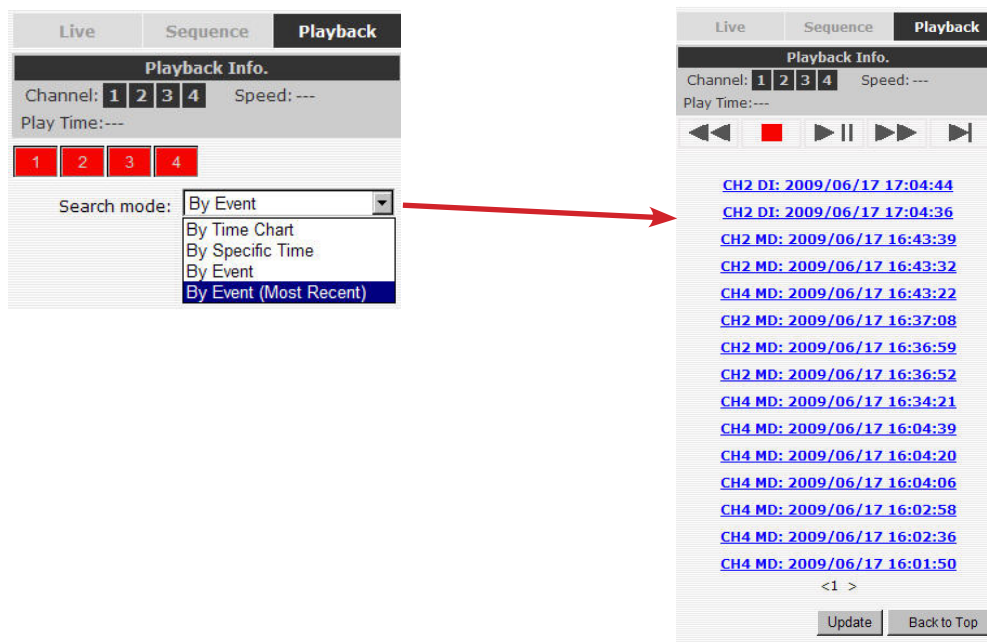 Live Sequence Playback
Playback Info.
Channel: 1 2 3 4 Speed: ---
Play Time:---
1 2 3 4
Search mode: By Event
By Time Chart
By Specific Time
By Event
By Event (Most Recent)
Live Sequence Playback
Playback Info.
Channel: 1 2 3 4 Speed: ---
Play Time:---
CH2 DI: 2009/06/17 17:04:44
CH2 DI: 2009/06/17 17:04:36
CH2 MD: 2009/06/17 16:43:39
CH2 MD: 2009/06/17 16:43:32
CH4 MD: 2009/06/17 16:43:22
CH2 MD: 2009/06/17 16:37:08
CH2 MD: 2009/06/17 16:36:59
CH2 MD: 2009/06/17 16:36:52
CH4 MD: 2009/06/17 16:34:21
CH4 MD: 2009/06/17 16:04:39
CH4 MD: 2009/06/17 16:04:20
CH4 MD: 2009/06/17 16:04:06
CH4 MD: 2009/06/17 16:02:58
CH4 MD: 2009/06/17 16:02:36
CH4 MD: 2009/06/17 16:01:50
<1 >
Update Back to Top